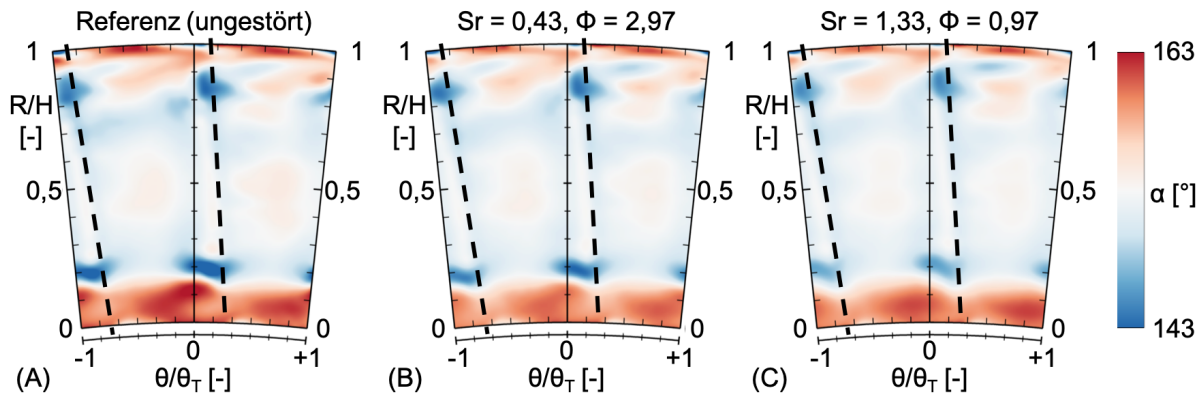 Referenz (ungestört)
Sr = 0,43, Φ = 2,97
Sr = 1,33, Φ = 0,97
1
1
1
1
1
1
163
R/H
[-]
R/H
[-]
R/H
[-]
0,5
0,5
0,5
0,5
0,5
0,5
α [°]
0
0
0
0
0
0
143
-1
0
+1
-1
0
+1
-1
0
+1
(A)
θ/θT [-]
(B)
θ/θT [-]
(C)
θ/θT [-]